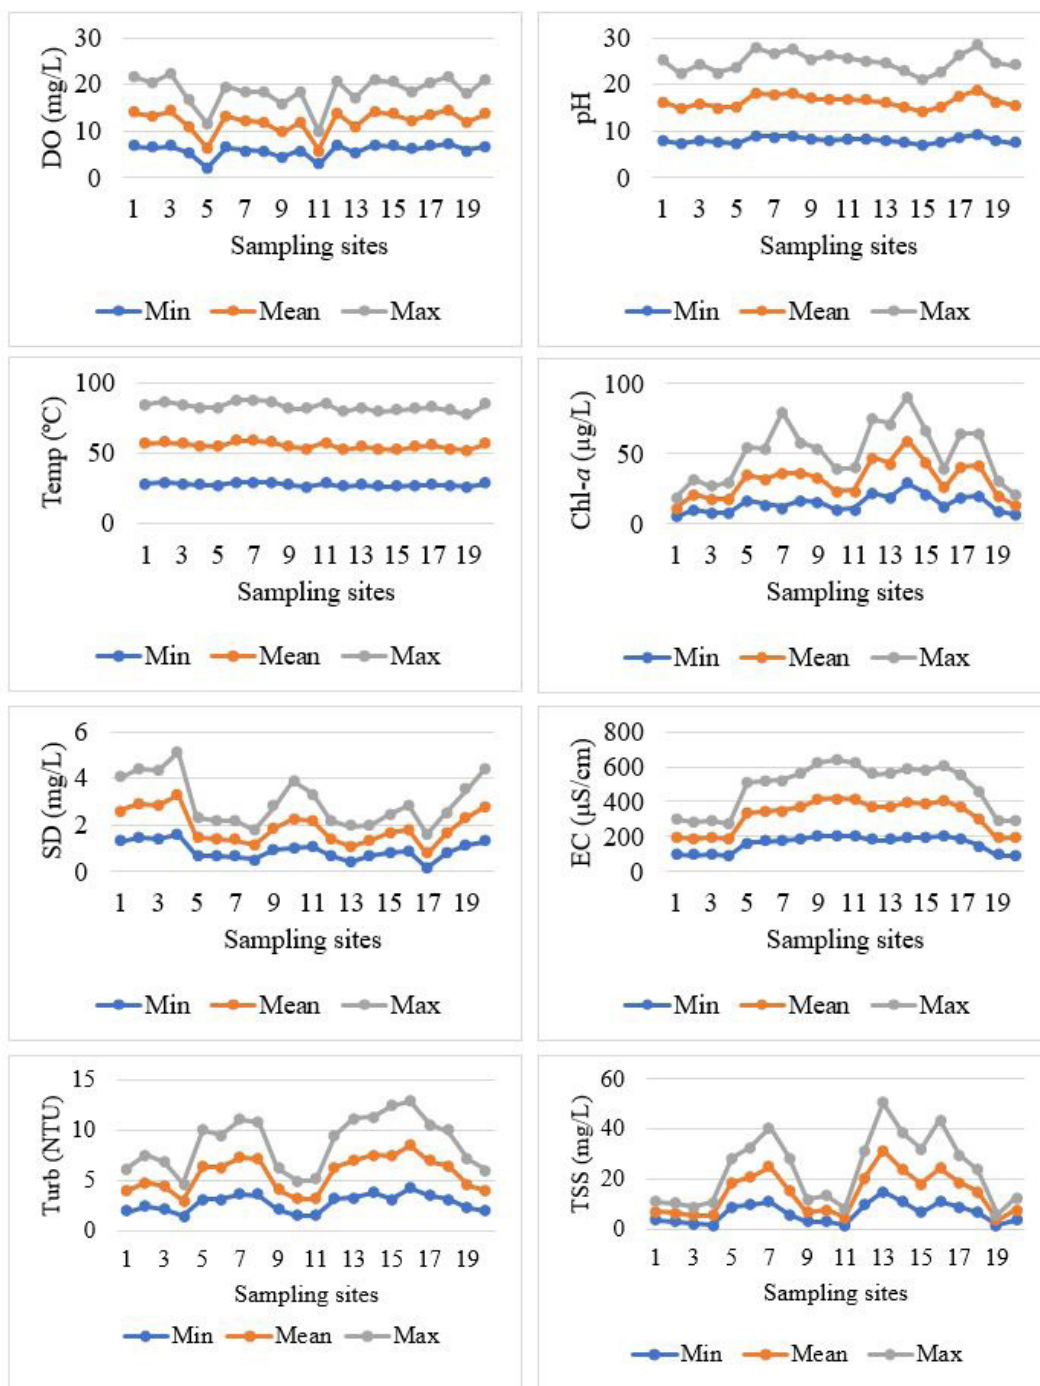 DO (mg/L)
30
20
10
0
1 3 5 7 9 11 13 15 17 19
Sampling sites
Min Mean Max
pH
30
20
10
0
1 3 5 7 9 11 13 15 17 19
Sampling sites
Min Mean Max
Temp (°C)
100
50
0
1 3 5 7 9 11 13 15 17 19
Sampling sites
Min Mean Max
Chl-a (µg/L)
100
50
0
1 3 5 7 9 11 13 15 17 19
Sampling sites
Min Mean Max
SD (mg/L)
6
4
2
0
1 3 5 7 9 11 13 15 17 19
Sampling sites
Min Mean Max
EC (µS/cm)
800
600
400
200
0
1 3 5 7 9 11 13 15 17 19
Sampling sites
Min Mean Max
Turb (NTU)
15
10
5
0
1 3 5 7 9 11 13 15 17 19
Sampling sites
Min Mean Max
TSS (mg/L)
60
40
20
0
1 3 5 7 9 11 13 15 17 19
Sampling sites
Min Mean Max